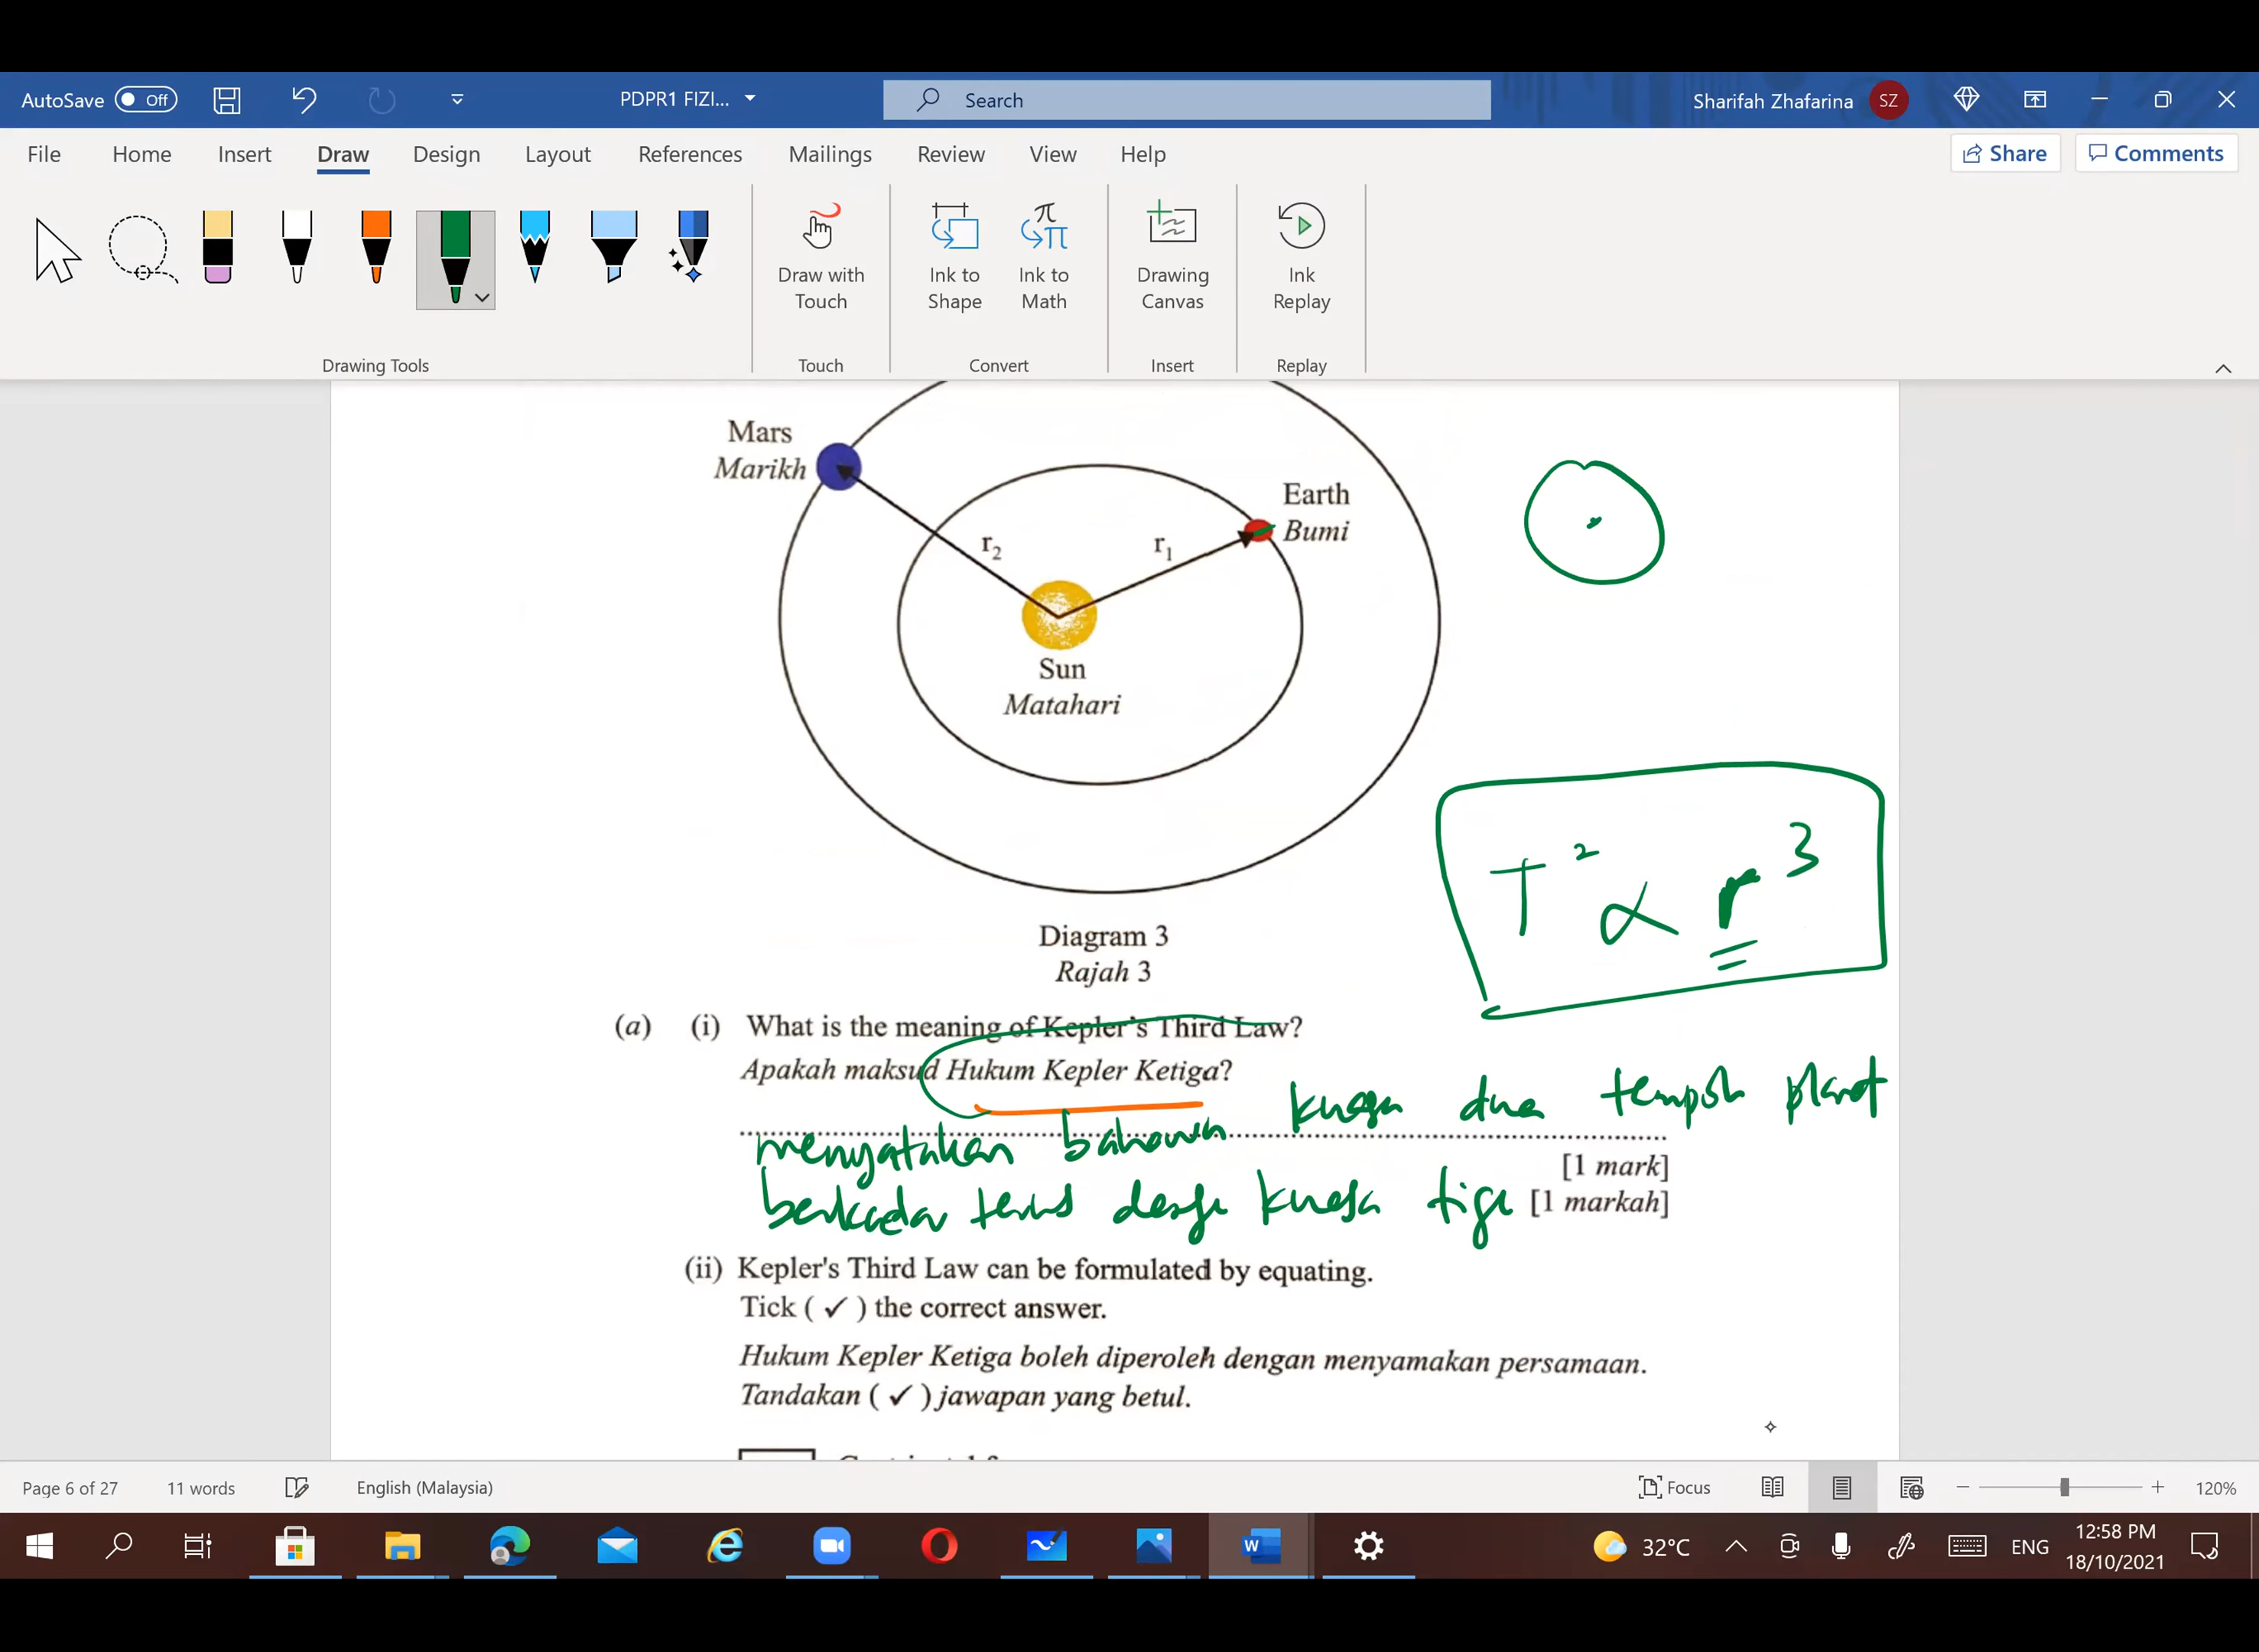 AutoSave Off PDPR1 FIZI... Search Sharifah Zhafarina SZ
File Home Insert Draw Design Layout References Mailings Review View Help Share Comments
Draw with Touch
Ink to Shape
Ink to Math
Drawing Canvas
Ink Replay
Drawing Tools Touch Convert Insert Replay
Mars
Marikh
Earth
Bumi
r₂ r₁
Sun
Matahari
T² ∝ r³
Diagram 3
Rajah 3
(a) (i) What is the meaning of Kepler's Third Law?
Apakah maksud Hukum Kepler Ketiga?
menyatakan bahawa kuasa dua tempoh planet
[1 mark]
berkadar terus dengan kuasa tiga [1 markah]
(ii) Kepler's Third Law can be formulated by equating.
Tick ( ✓ ) the correct answer.
Hukum Kepler Ketiga boleh diperoleh dengan menyamakan persamaan.
Tandakan ( ✓ ) jawapan yang betul.
Page 6 of 27 11 words English (Malaysia) Focus 120%
32°C ENG 12:58 PM
18/10/2021